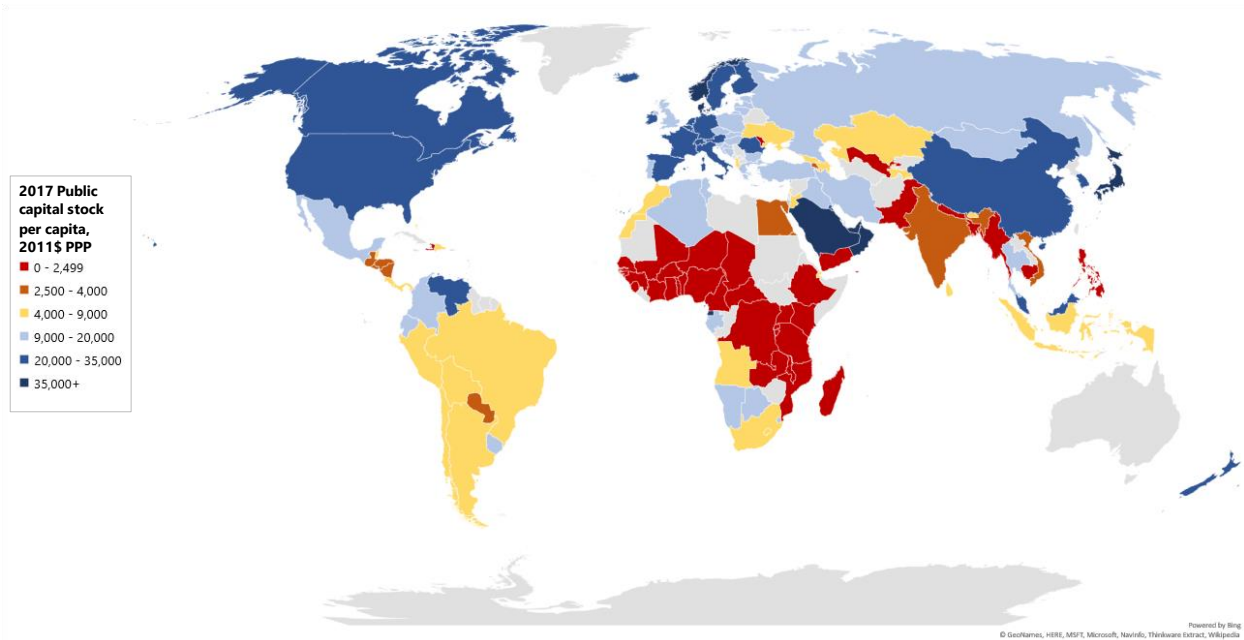 2017 Public
capital stock
per capita,
2011$ PPP
0 - 2,499
2,500 - 4,000
4,000 - 9,000
9,000 - 20,000
20,000 - 35,000
35,000+
Powered by Bing
© GeoNames, HERE, MSFT, Microsoft, NavInfo, Thinkware Extract, Wikipedia